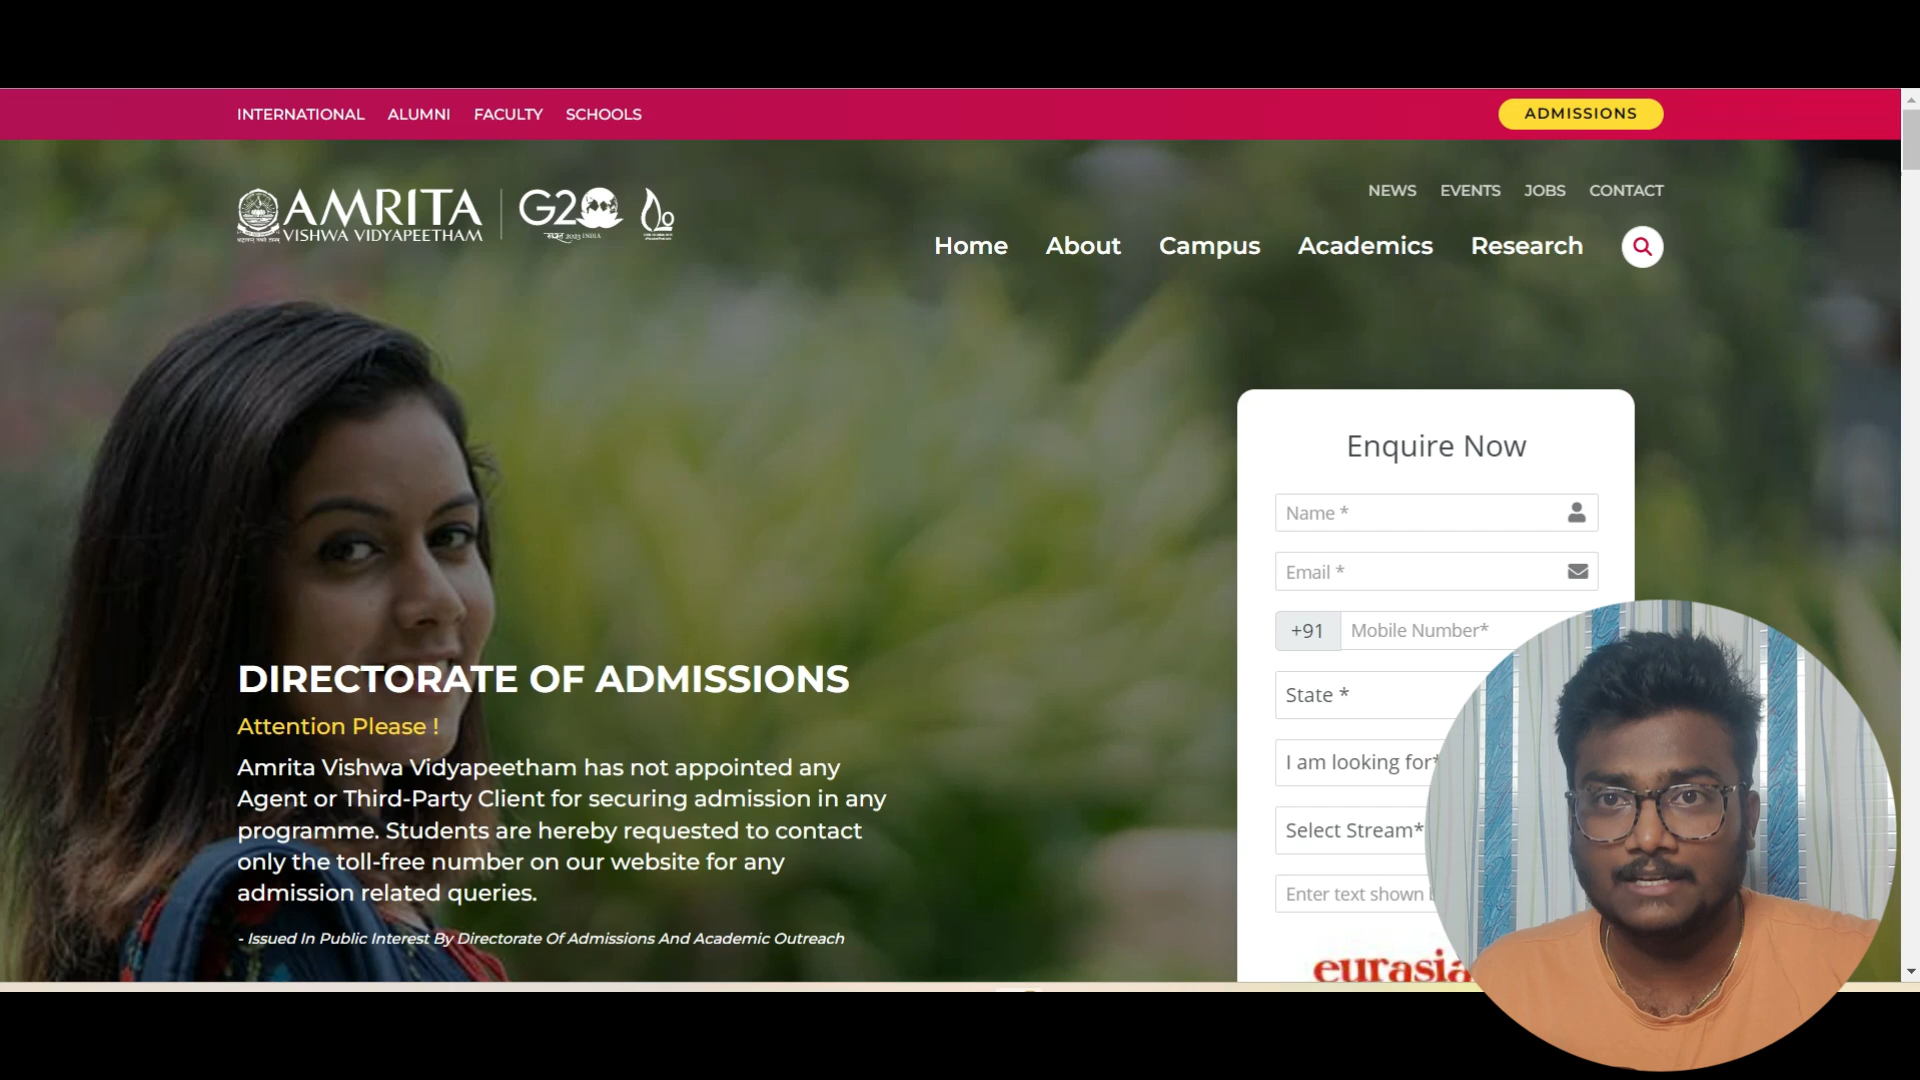 INTERNATIONAL ALUMNI FACULTY SCHOOLS
ADMISSIONS
AMRITA
VISHWA VIDYAPEETHAM
G20
2023 INDIA
NEWS EVENTS JOBS CONTACT
Home About Campus Academics Research
Enquire Now
Name *
Email *
+91 Mobile Number*
State *
I am looking for*
Select Stream*
Enter text shown
eurasia
DIRECTORATE OF ADMISSIONS
Attention Please !
Amrita Vishwa Vidyapeetham has not appointed any
Agent or Third-Party Client for securing admission in any
programme. Students are hereby requested to contact
only the toll-free number on our website for any
admission related queries.
- Issued In Public Interest By Directorate Of Admissions And Academic Outreach